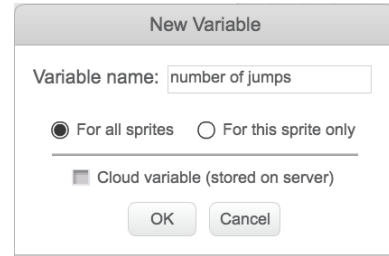 New Variable
Variable name: number of jumps
For all sprites For this sprite only
Cloud variable (stored on server)
OK Cancel